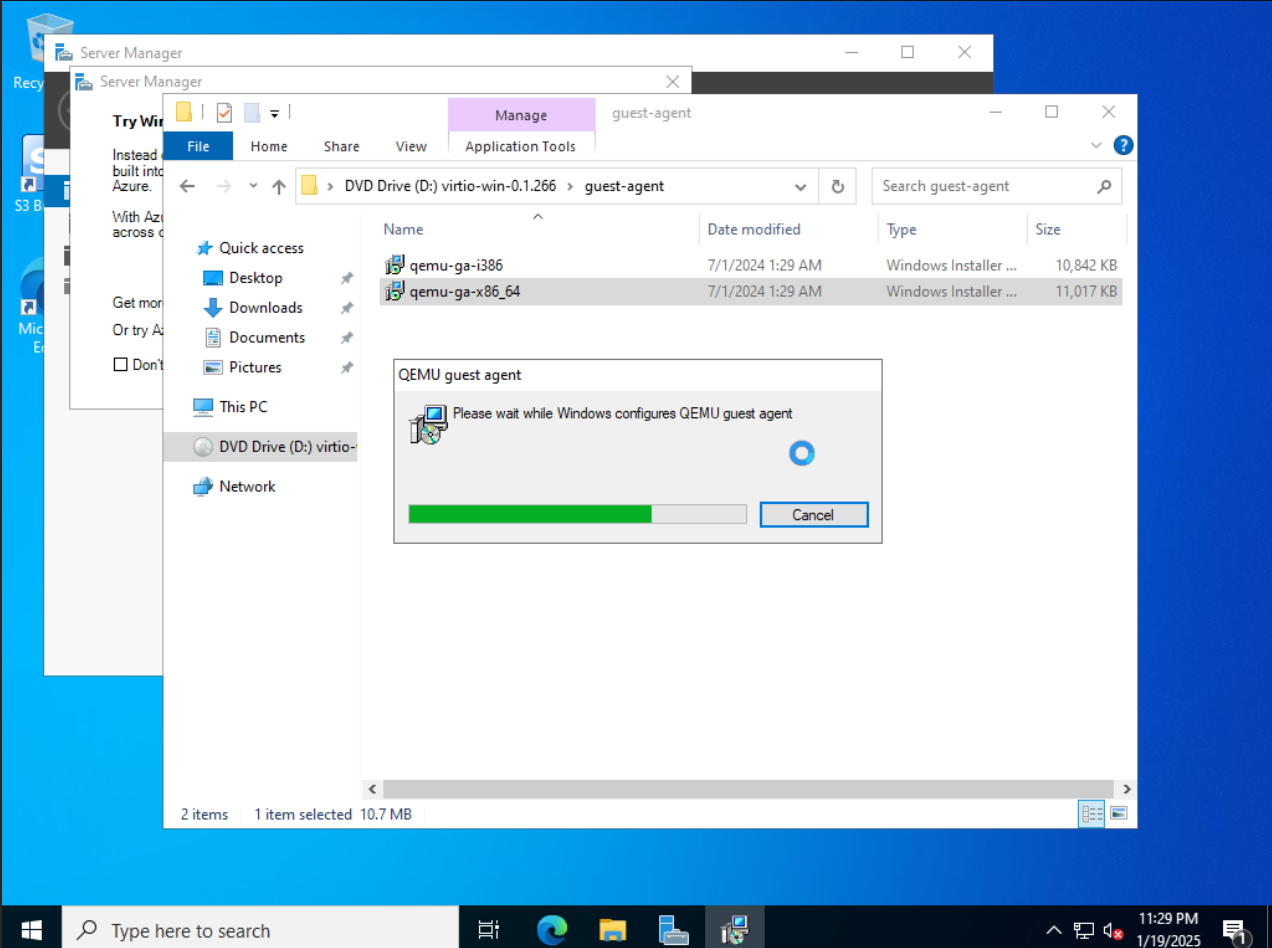 Recy
Server Manager
Server Manager
Try Wi
Instead
built into
Azure.
With Az
across
Get mor
Or try A
Don't
S3 B
Mic
E
Manage
guest-agent
File
Home
Share
View
Application Tools
DVD Drive (D:) virtio-win-0.1.266
guest-agent
Search guest-agent
Name
Date modified
Type
Size
qemu-ga-i386
7/1/2024 1:29 AM
Windows Installer ...
10,842 KB
qemu-ga-x86_64
7/1/2024 1:29 AM
Windows Installer ...
11,017 KB
Quick access
Desktop
Downloads
Documents
Pictures
This PC
DVD Drive (D:) virtio-
Network
QEMU guest agent
Please wait while Windows configures QEMU guest agent
Cancel
2 items
1 item selected 10.7 MB
Type here to search
11:29 PM
1/19/2025
1